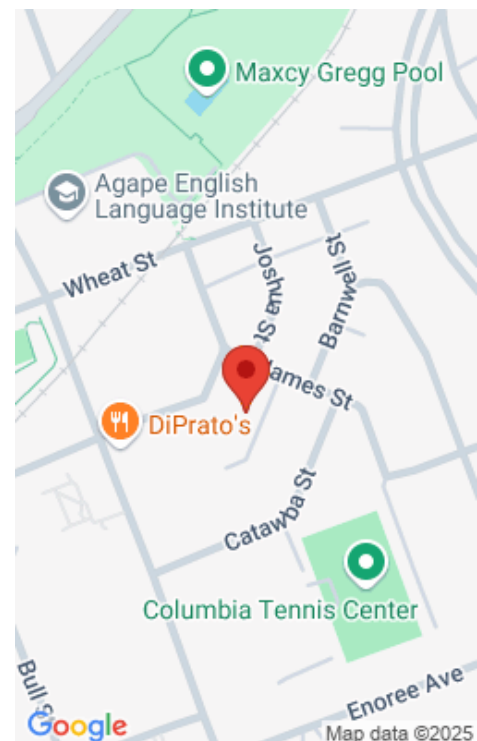 Maxcy Gregg Pool
Agape English
Language Institute
Wheat St
Joshua St
Barnwell St
James St
DiPrato's
Catawba St
Columbia Tennis Center
Bull St
Enoree Ave
Google
Map data ©2025